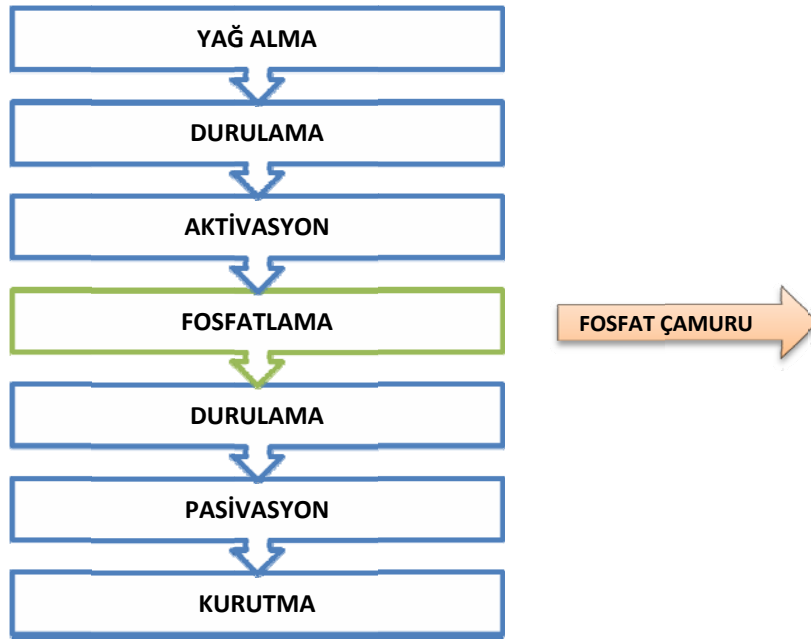 YAĞ ALMA
DURULAMA
AKTİVASYON
FOSFATLAMA
FOSFAT ÇAMURU
DURULAMA
PASİVASYON
KURUTMA